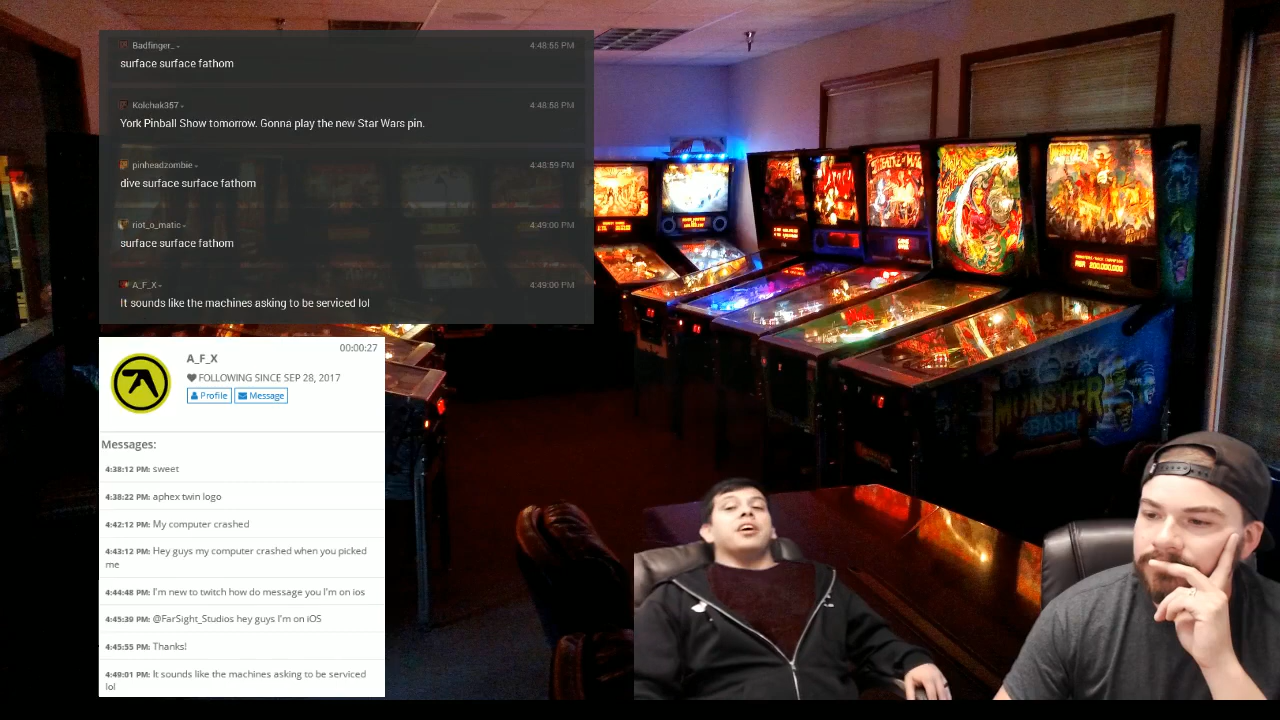 Badfinger_ 4:48:55 PM
surface surface fathom
Kolchak357 4:48:58 PM
York Pinball Show tomorrow. Gonna play the new Star Wars pin.
pinheadzombie 4:48:59 PM
dive surface surface fathom
riot_o_matic 4:49:00 PM
surface surface fathom
A_F_X 4:49:00 PM
It sounds like the machines asking to be serviced lol
00:00:27
A_F_X
FOLLOWING SINCE SEP 28, 2017
Profile Message
Messages:
4:38:12 PM: sweet
4:38:22 PM: aphex twin logo
4:42:12 PM: My computer crashed
4:43:12 PM: Hey guys my computer crashed when you picked
me
4:44:48 PM: I'm new to twitch how do message you I'm on ios
4:45:39 PM: @FarSight_Studios hey guys I'm on iOS
4:45:55 PM: Thanks!
4:49:01 PM: It sounds like the machines asking to be serviced
lol
MONSTER
BASH